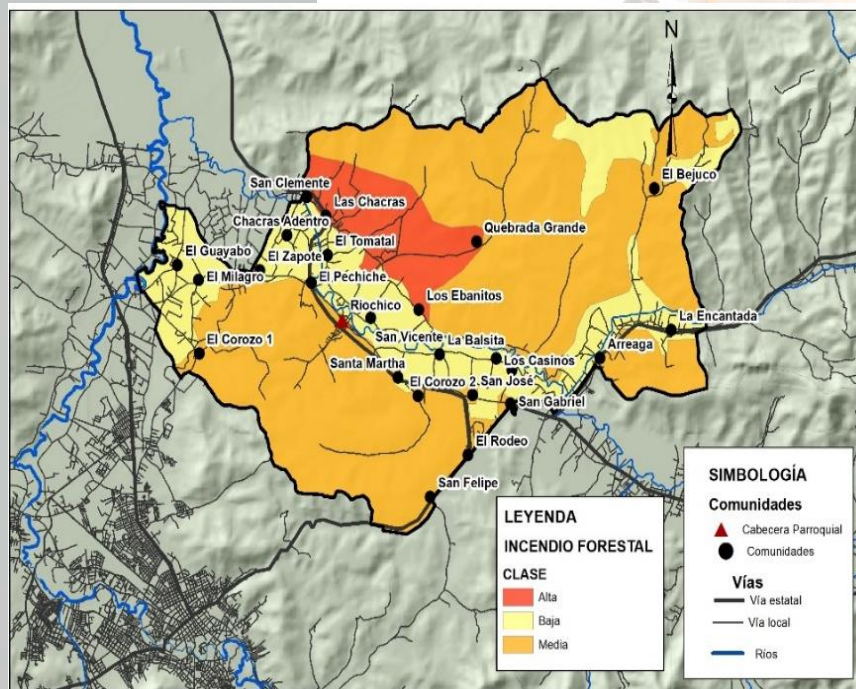 N
El Bejuco
San Clemente
Las Chacras
Chacras Adentro
Quebrada Grande
El Tomatal
El Guayabo
El Zapote
El Milagro
El Pechiche
Los Ebanitos
Riochico
La Encantada
San Vicente
La Balsita
Arreaga
El Corozo 1
Los Casinos
Santa Martha
El Corozo 2
San José
San Gabriel
El Rodeo
San Felipe
LEYENDA
INCENDIO FORESTAL
CLASE
Alta
Baja
Media
SIMBOLOGÍA
Comunidades
Cabecera Parroquial
Comunidades
Vías
Vía estatal
Vía local
Ríos